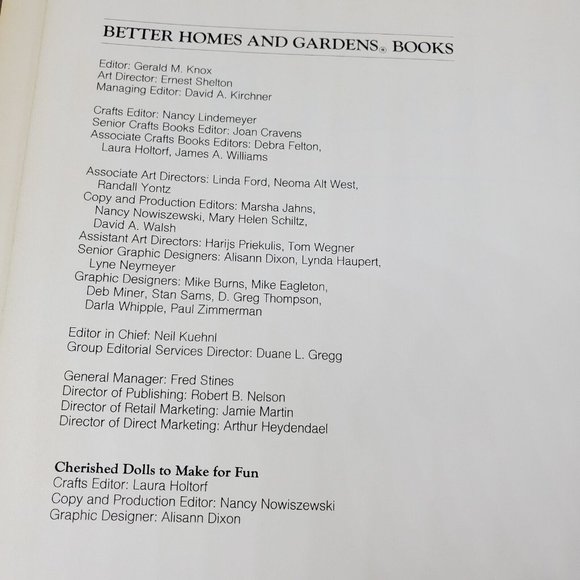 BETTER HOMES AND GARDENS® BOOKS
Editor: Gerald M. Knox
Art Director: Ernest Shelton
Managing Editor: David A. Kirchner
Crafts Editor: Nancy Lindemeyer
Senior Crafts Books Editor: Joan Cravens
Associate Crafts Books Editors: Debra Felton,
Laura Holtorf, James A. Williams
Associate Art Directors: Linda Ford, Neoma Alt West,
Randall Yontz
Copy and Production Editors: Marsha Jahns,
Nancy Nowiszewski, Mary Helen Schiltz,
David A. Walsh
Assistant Art Directors: Harijs Priekulis, Tom Wegner
Senior Graphic Designers: Alisann Dixon, Lynda Haupert,
Lyne Neymeyer
Graphic Designers: Mike Burns, Mike Eagleton,
Deb Miner, Stan Sams, D. Greg Thompson,
Darla Whipple, Paul Zimmerman
Editor in Chief: Neil Kuehnl
Group Editorial Services Director: Duane L. Gregg
General Manager: Fred Stines
Director of Publishing: Robert B. Nelson
Director of Retail Marketing: Jamie Martin
Director of Direct Marketing: Arthur Heydendael
Cherished Dolls to Make for Fun
Crafts Editor: Laura Holtorf
Copy and Production Editor: Nancy Nowiszewski
Graphic Designer: Alisann Dixon